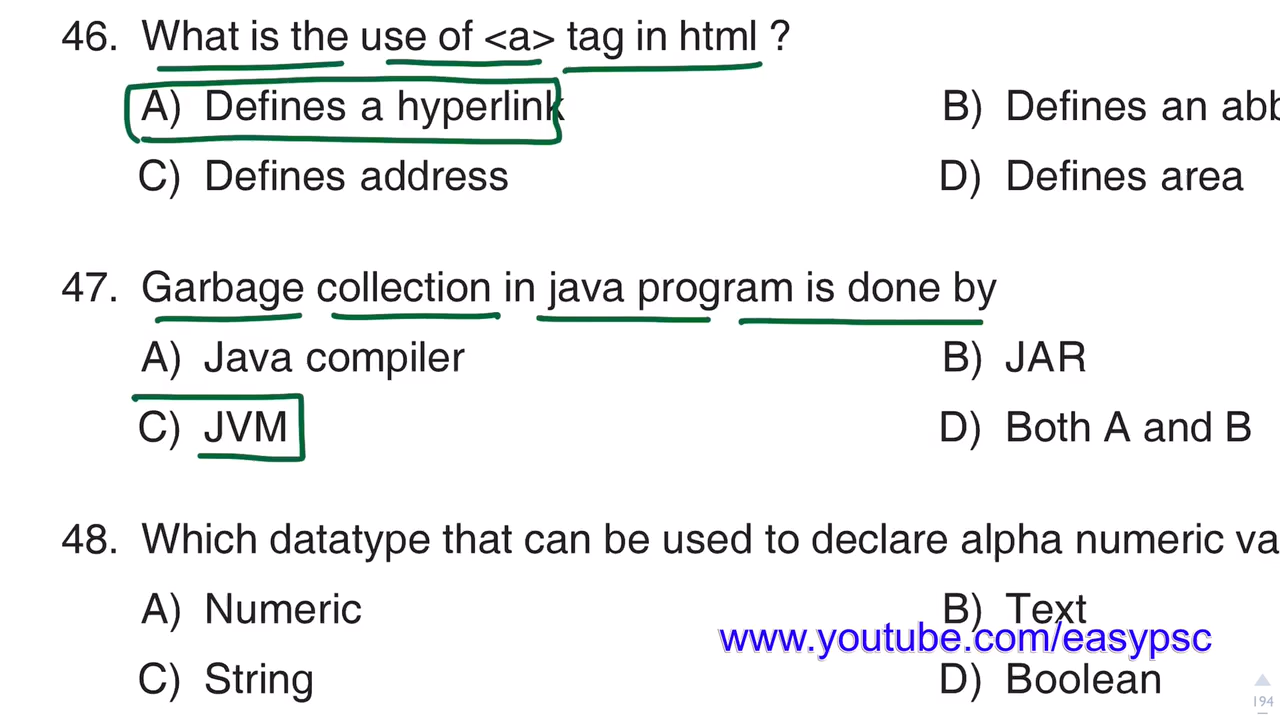 46. What is the use of <a> tag in html ?
A) Defines a hyperlink B) Defines an abb
C) Defines address D) Defines area
47. Garbage collection in java program is done by
A) Java compiler B) JAR
C) JVM D) Both A and B
48. Which datatype that can be used to declare alpha numeric va
A) Numeric B) Text
www.youtube.com/easypsc
C) String D) Boolean
194